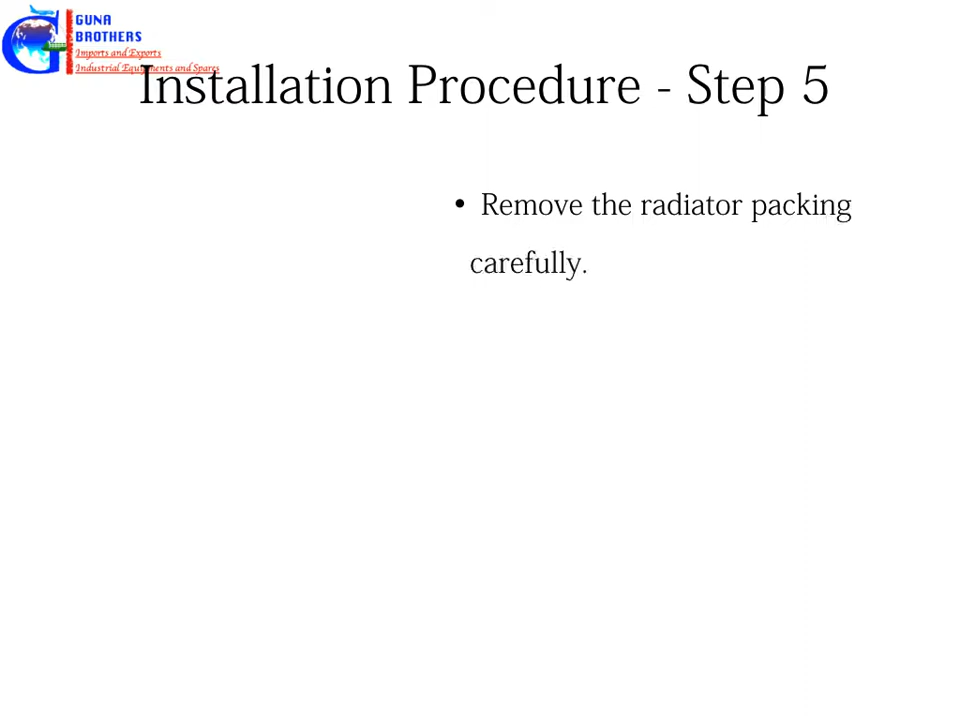 GUNA
BROTHERS
Imports and Exports
Industrial Equipments and Spares
Installation Procedure - Step 5
• Remove the radiator packing
carefully.